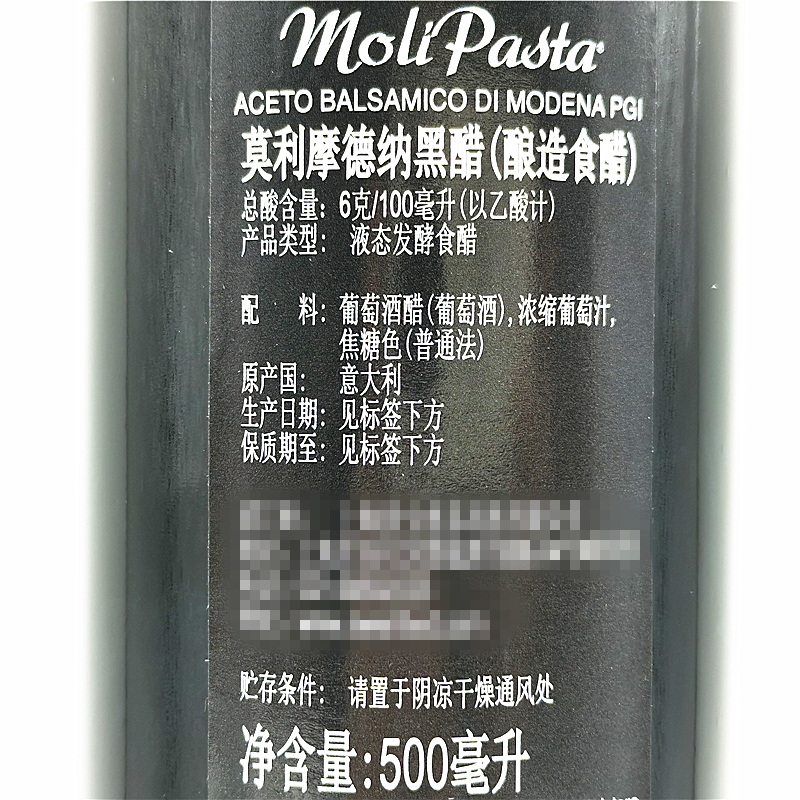 MoliPasta
ACETO BALSAMICO DI MODENA PGI
莫利摩德纳黑醋(酿造食醋)
总酸含量: 6克/100毫升(以乙酸计)
产品类型: 液态发酵食醋
配 料: 葡萄酒醋(葡萄酒), 浓缩葡萄汁,
焦糖色(普通法)
原产国: 意大利
生产日期: 见标签下方
保质期至: 见标签下方
贮存条件: 请置于阴凉干燥通风处
净含量:500毫升